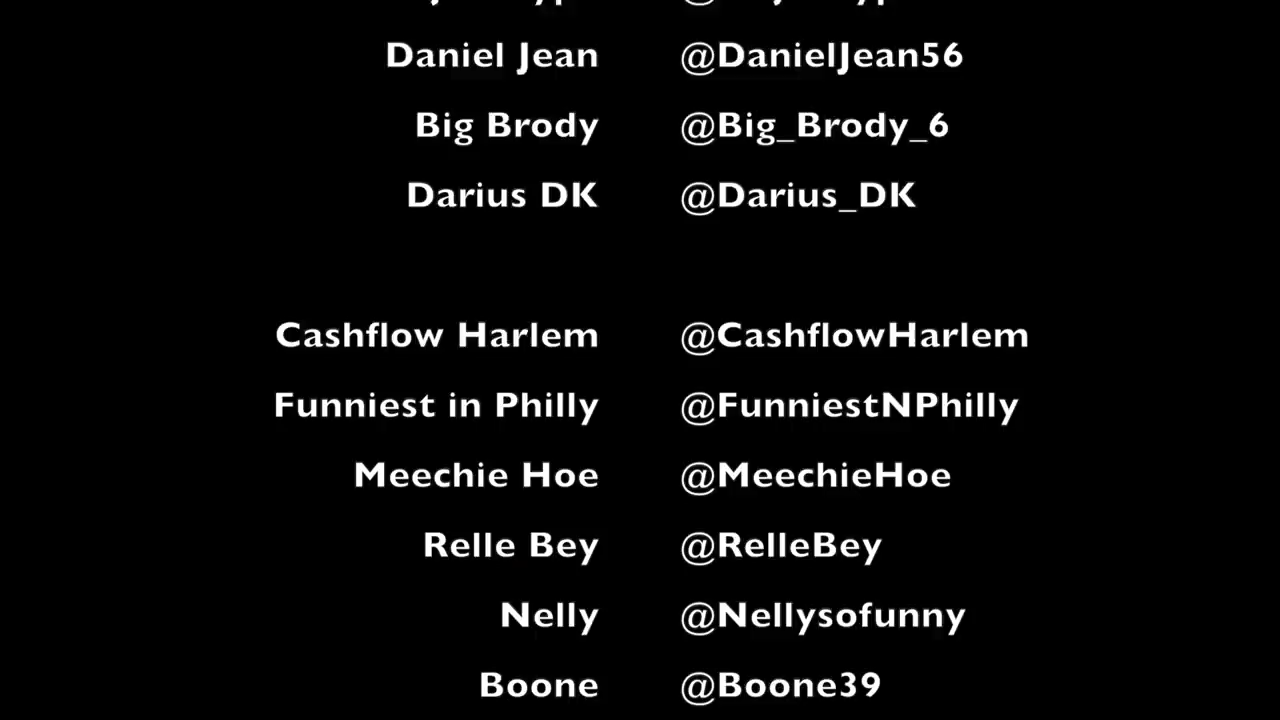 Daniel Jean @DanielJean56
Big Brody @Big_Brody_6
Darius DK @Darius_DK
Cashflow Harlem @CashflowHarlem
Funniest in Philly @FunniestNPhilly
Meechie Hoe @MeechieHoe
Relle Bey @RelleBey
Nelly @Nellysofunny
Boone @Boone39